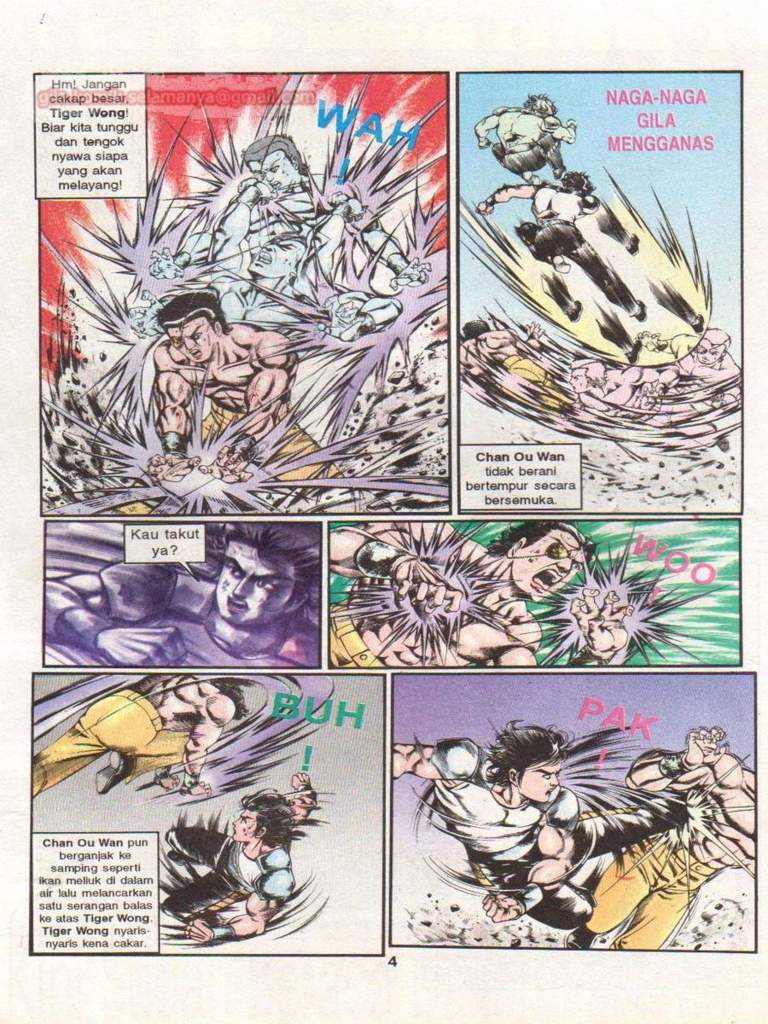 Hm! Jangan
cakap besar,
Tiger Wong!
Biar kita tunggu
dan tengok
nyawa siapa
yang akan
melayang!
WAH
!
NAGA-NAGA
GILA
MENGGANAS
Chan Ou Wan
tidak berani
bertempur secara
bersemuka.
Kau takut
ya?
WOO
!
BUH
!
Chan Ou Wan pun
berganjak ke
samping seperti
ikan meliuk di dalam
air lalu melancarkan
satu serangan balas
ke atas Tiger Wong.
Tiger Wong nyaris-
nyaris kena cakar.
PAK
!
4